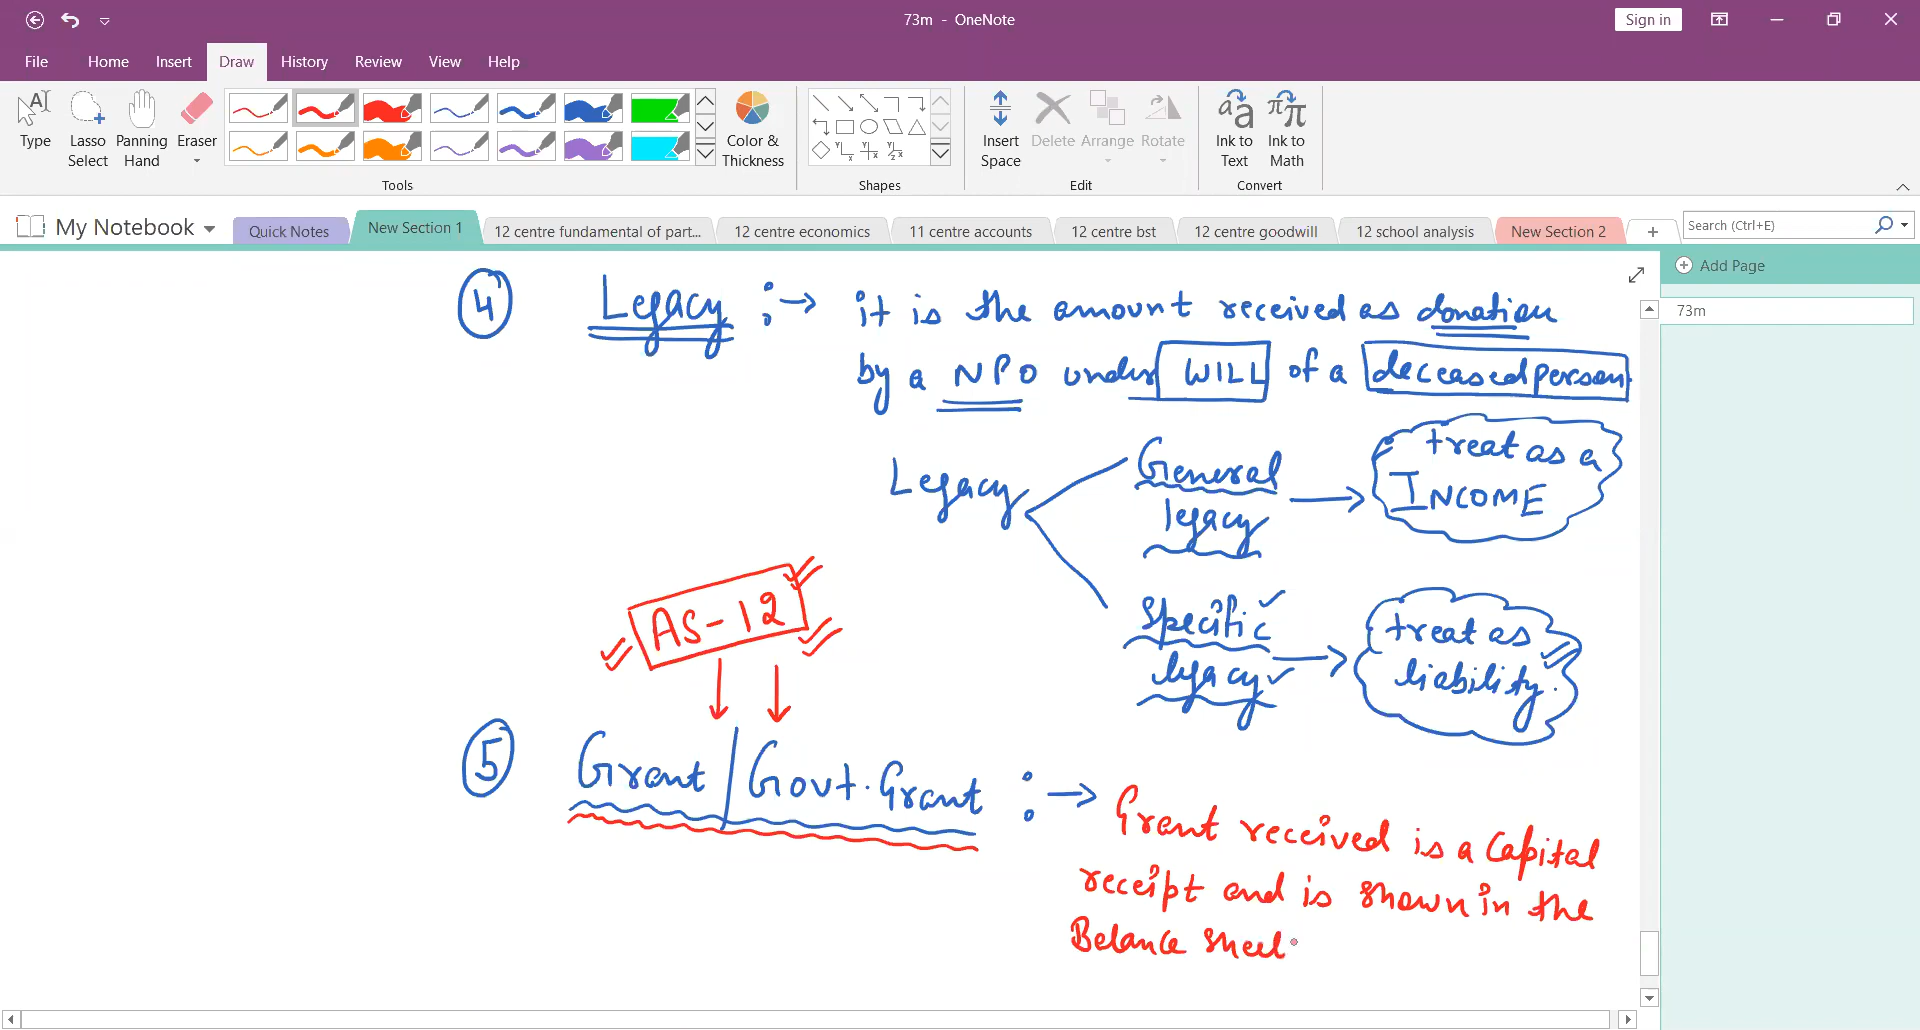 73m - OneNote
Sign in
File Home Insert Draw History Review View Help
Type
Lasso Select
Panning Hand
Eraser
Color & Thickness
Insert Space
Delete
Arrange
Rotate
Ink to Text
Ink to Math
Tools
Shapes
Edit
Convert
My Notebook
Quick Notes
New Section 1
12 centre fundamental of part...
12 centre economics
11 centre accounts
12 centre bst
12 centre goodwill
12 school analysis
New Section 2
Search (Ctrl+E)
Add Page
73m
4 Legacy :→ it is the amount received as donation
by a NPO under WILL of a deceased person
Legacy
General
legacy
→
treat as a
INCOME
Specific
legacy
→
treat as
liability.
AS-12
5 Grant / Govt. Grant :→ Grant received is a Capital
receipt and is shown in the
Balance Sheet